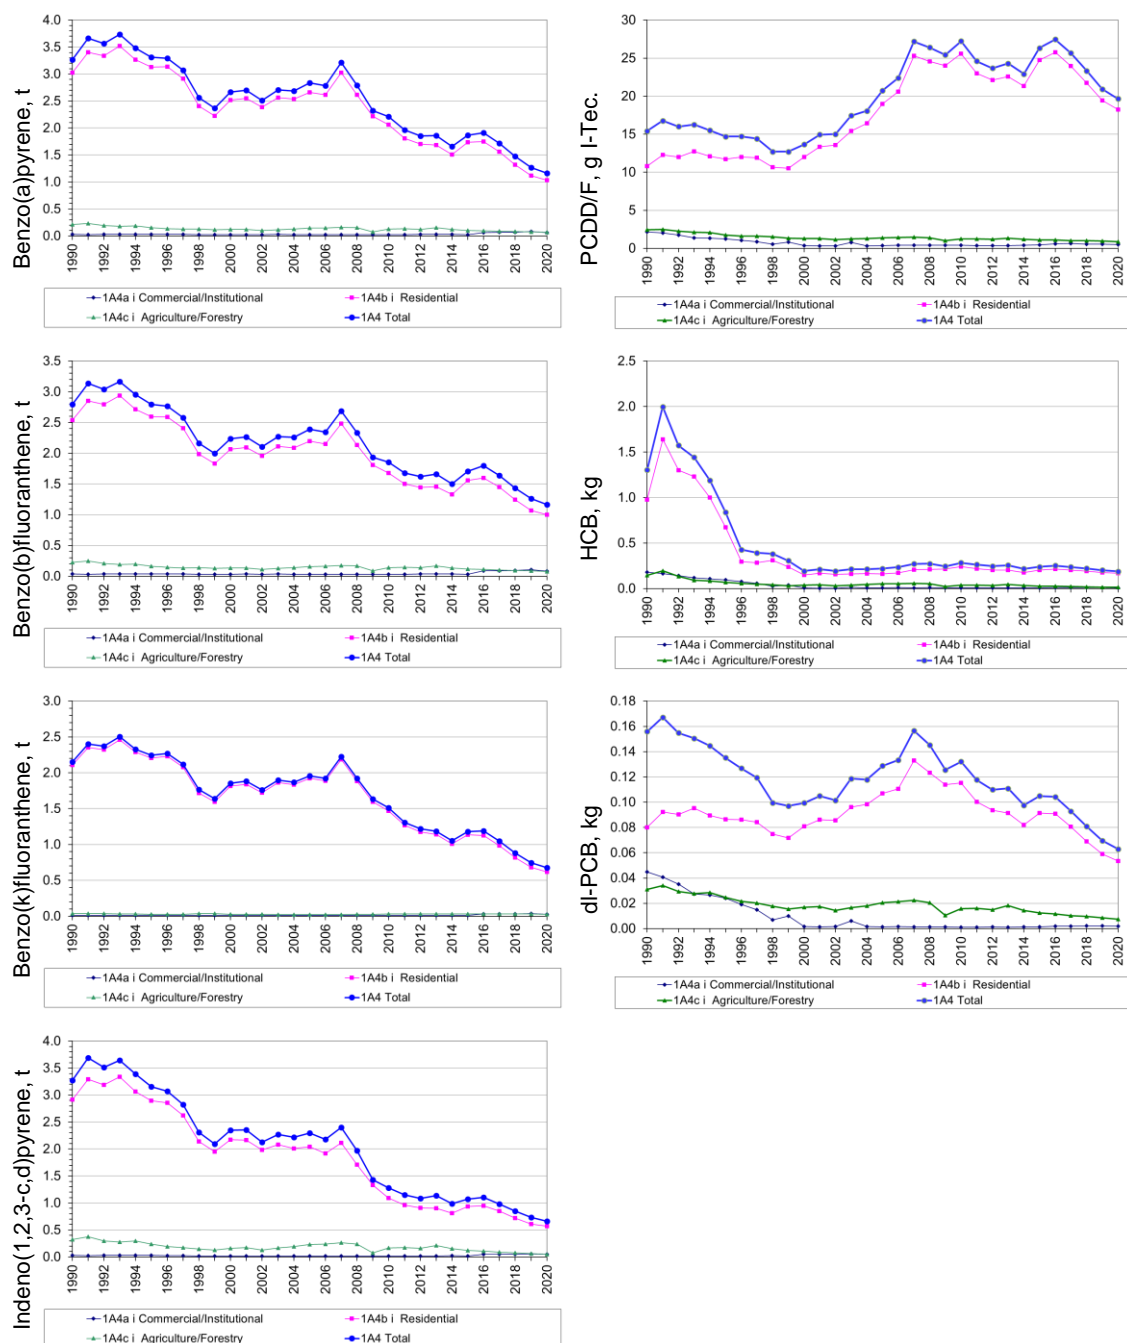 Benzo(a)pyrene, t
4.0
3.5
3.0
2.5
2.0
1.5
1.0
0.5
0.0
1990 1992 1994 1996 1998 2000 2002 2004 2006 2008 2010 2012 2014 2016 2018 2020
1A4a i Commercial/Institutional 1A4b i Residential
1A4c i Agriculture/Forestry 1A4 Total
PCDD/F, g I-Tec.
30
25
20
15
10
5
0
1990 1992 1994 1996 1998 2000 2002 2004 2006 2008 2010 2012 2014 2016 2018 2020
1A4a i Commercial/Institutional 1A4b i Residential
1A4c i Agriculture/Forestry 1A4 Total
Benzo(b)fluoranthene, t
3.5
3.0
2.5
2.0
1.5
1.0
0.5
0.0
1990 1992 1994 1996 1998 2000 2002 2004 2006 2008 2010 2012 2014 2016 2018 2020
1A4a i Commercial/Institutional 1A4b i Residential
1A4c i Agriculture/Forestry 1A4 Total
HCB, kg
2.5
2.0
1.5
1.0
0.5
0.0
1990 1992 1994 1996 1998 2000 2002 2004 2006 2008 2010 2012 2014 2016 2018 2020
1A4a i Commercial/Institutional 1A4b i Residential
1A4c i Agriculture/Forestry 1A4 Total
Benzo(k)fluoranthene, t
3.0
2.5
2.0
1.5
1.0
0.5
0.0
1990 1992 1994 1996 1998 2000 2002 2004 2006 2008 2010 2012 2014 2016 2018 2020
1A4a i Commercial/Institutional 1A4b i Residential
1A4c i Agriculture/Forestry 1A4 Total
dl-PCB, kg
0.18
0.16
0.14
0.12
0.10
0.08
0.06
0.04
0.02
0.00
1990 1992 1994 1996 1998 2000 2002 2004 2006 2008 2010 2012 2014 2016 2018 2020
1A4a i Commercial/Institutional 1A4b i Residential
1A4c i Agriculture/Forestry 1A4 Total
Indeno(1,2,3-c,d)pyrene, t
4.0
3.5
3.0
2.5
2.0
1.5
1.0
0.5
0.0
1990 1992 1994 1996 1998 2000 2002 2004 2006 2008 2010 2012 2014 2016 2018 2020
1A4a i Commercial/Institutional 1A4b i Residential
1A4c i Agriculture/Forestry 1A4 Total